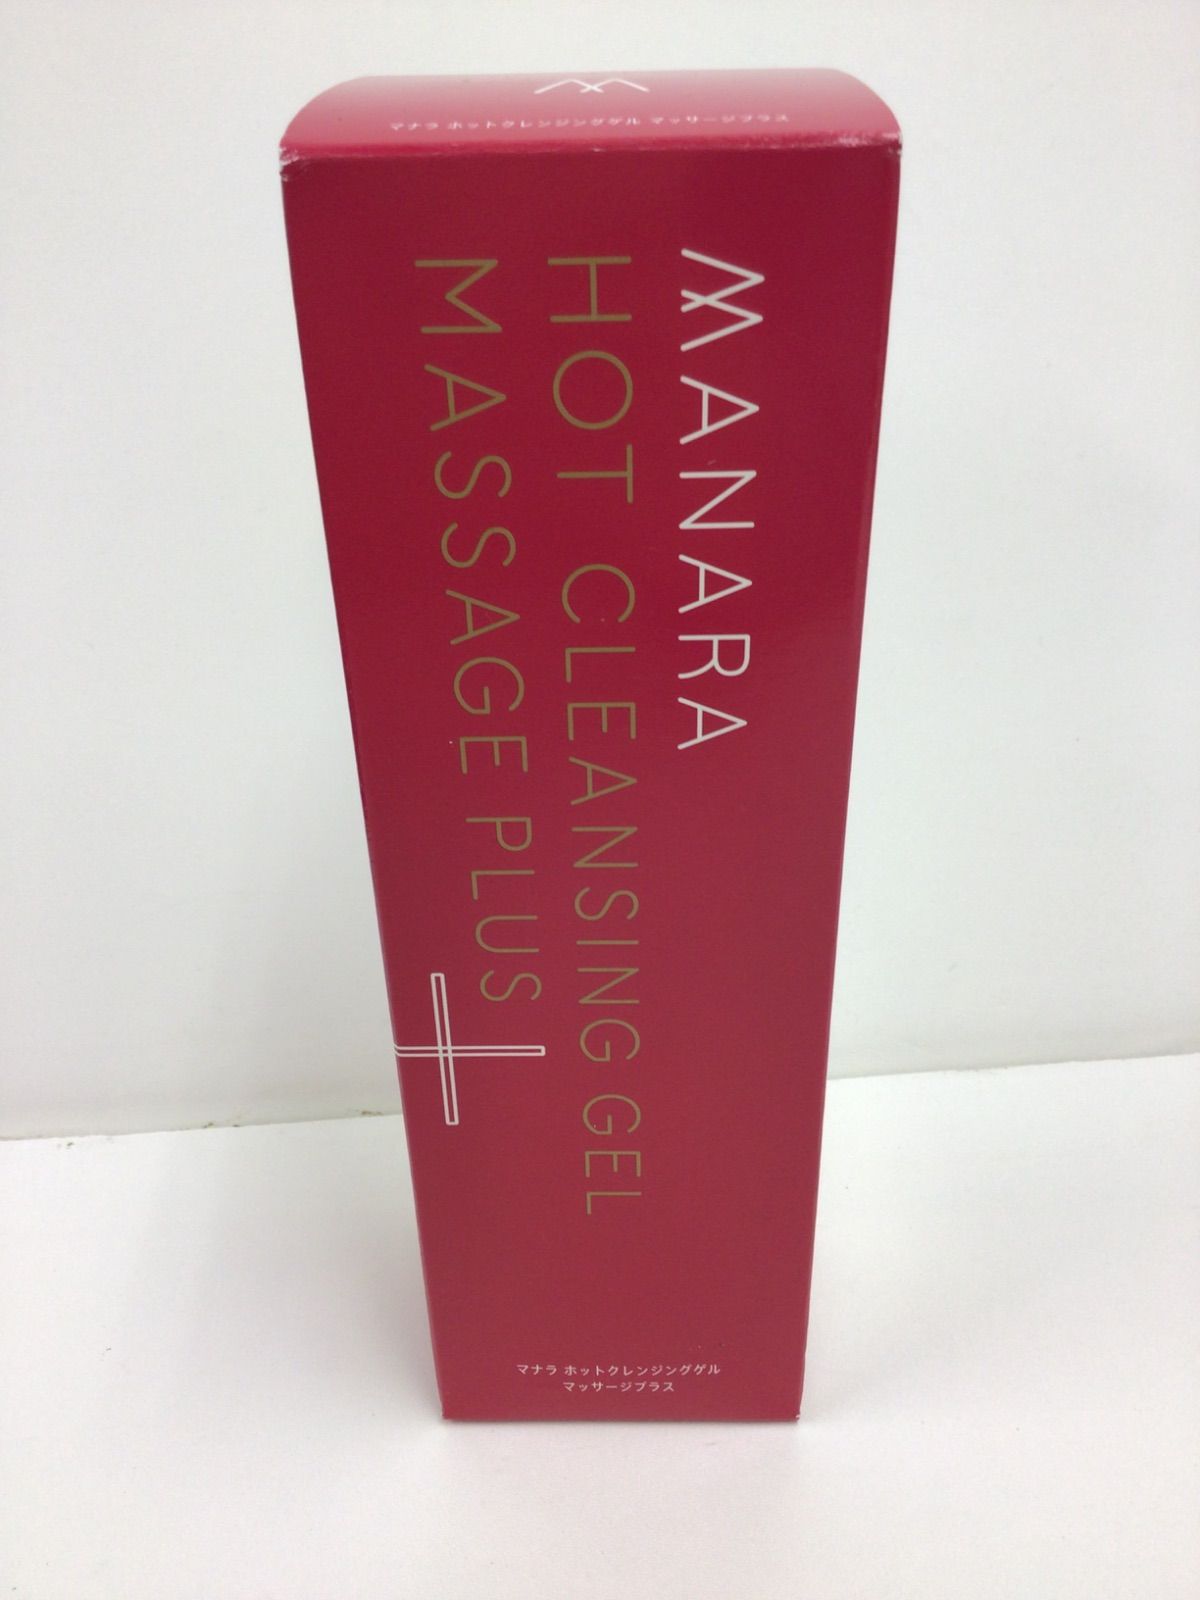 マナラ ホットクレンジングゲル マッサージプラス
MANARA
HOT CLEANSING GEL
MASSAGE PLUS
マナラ ホットクレンジングゲル
マッサージプラス